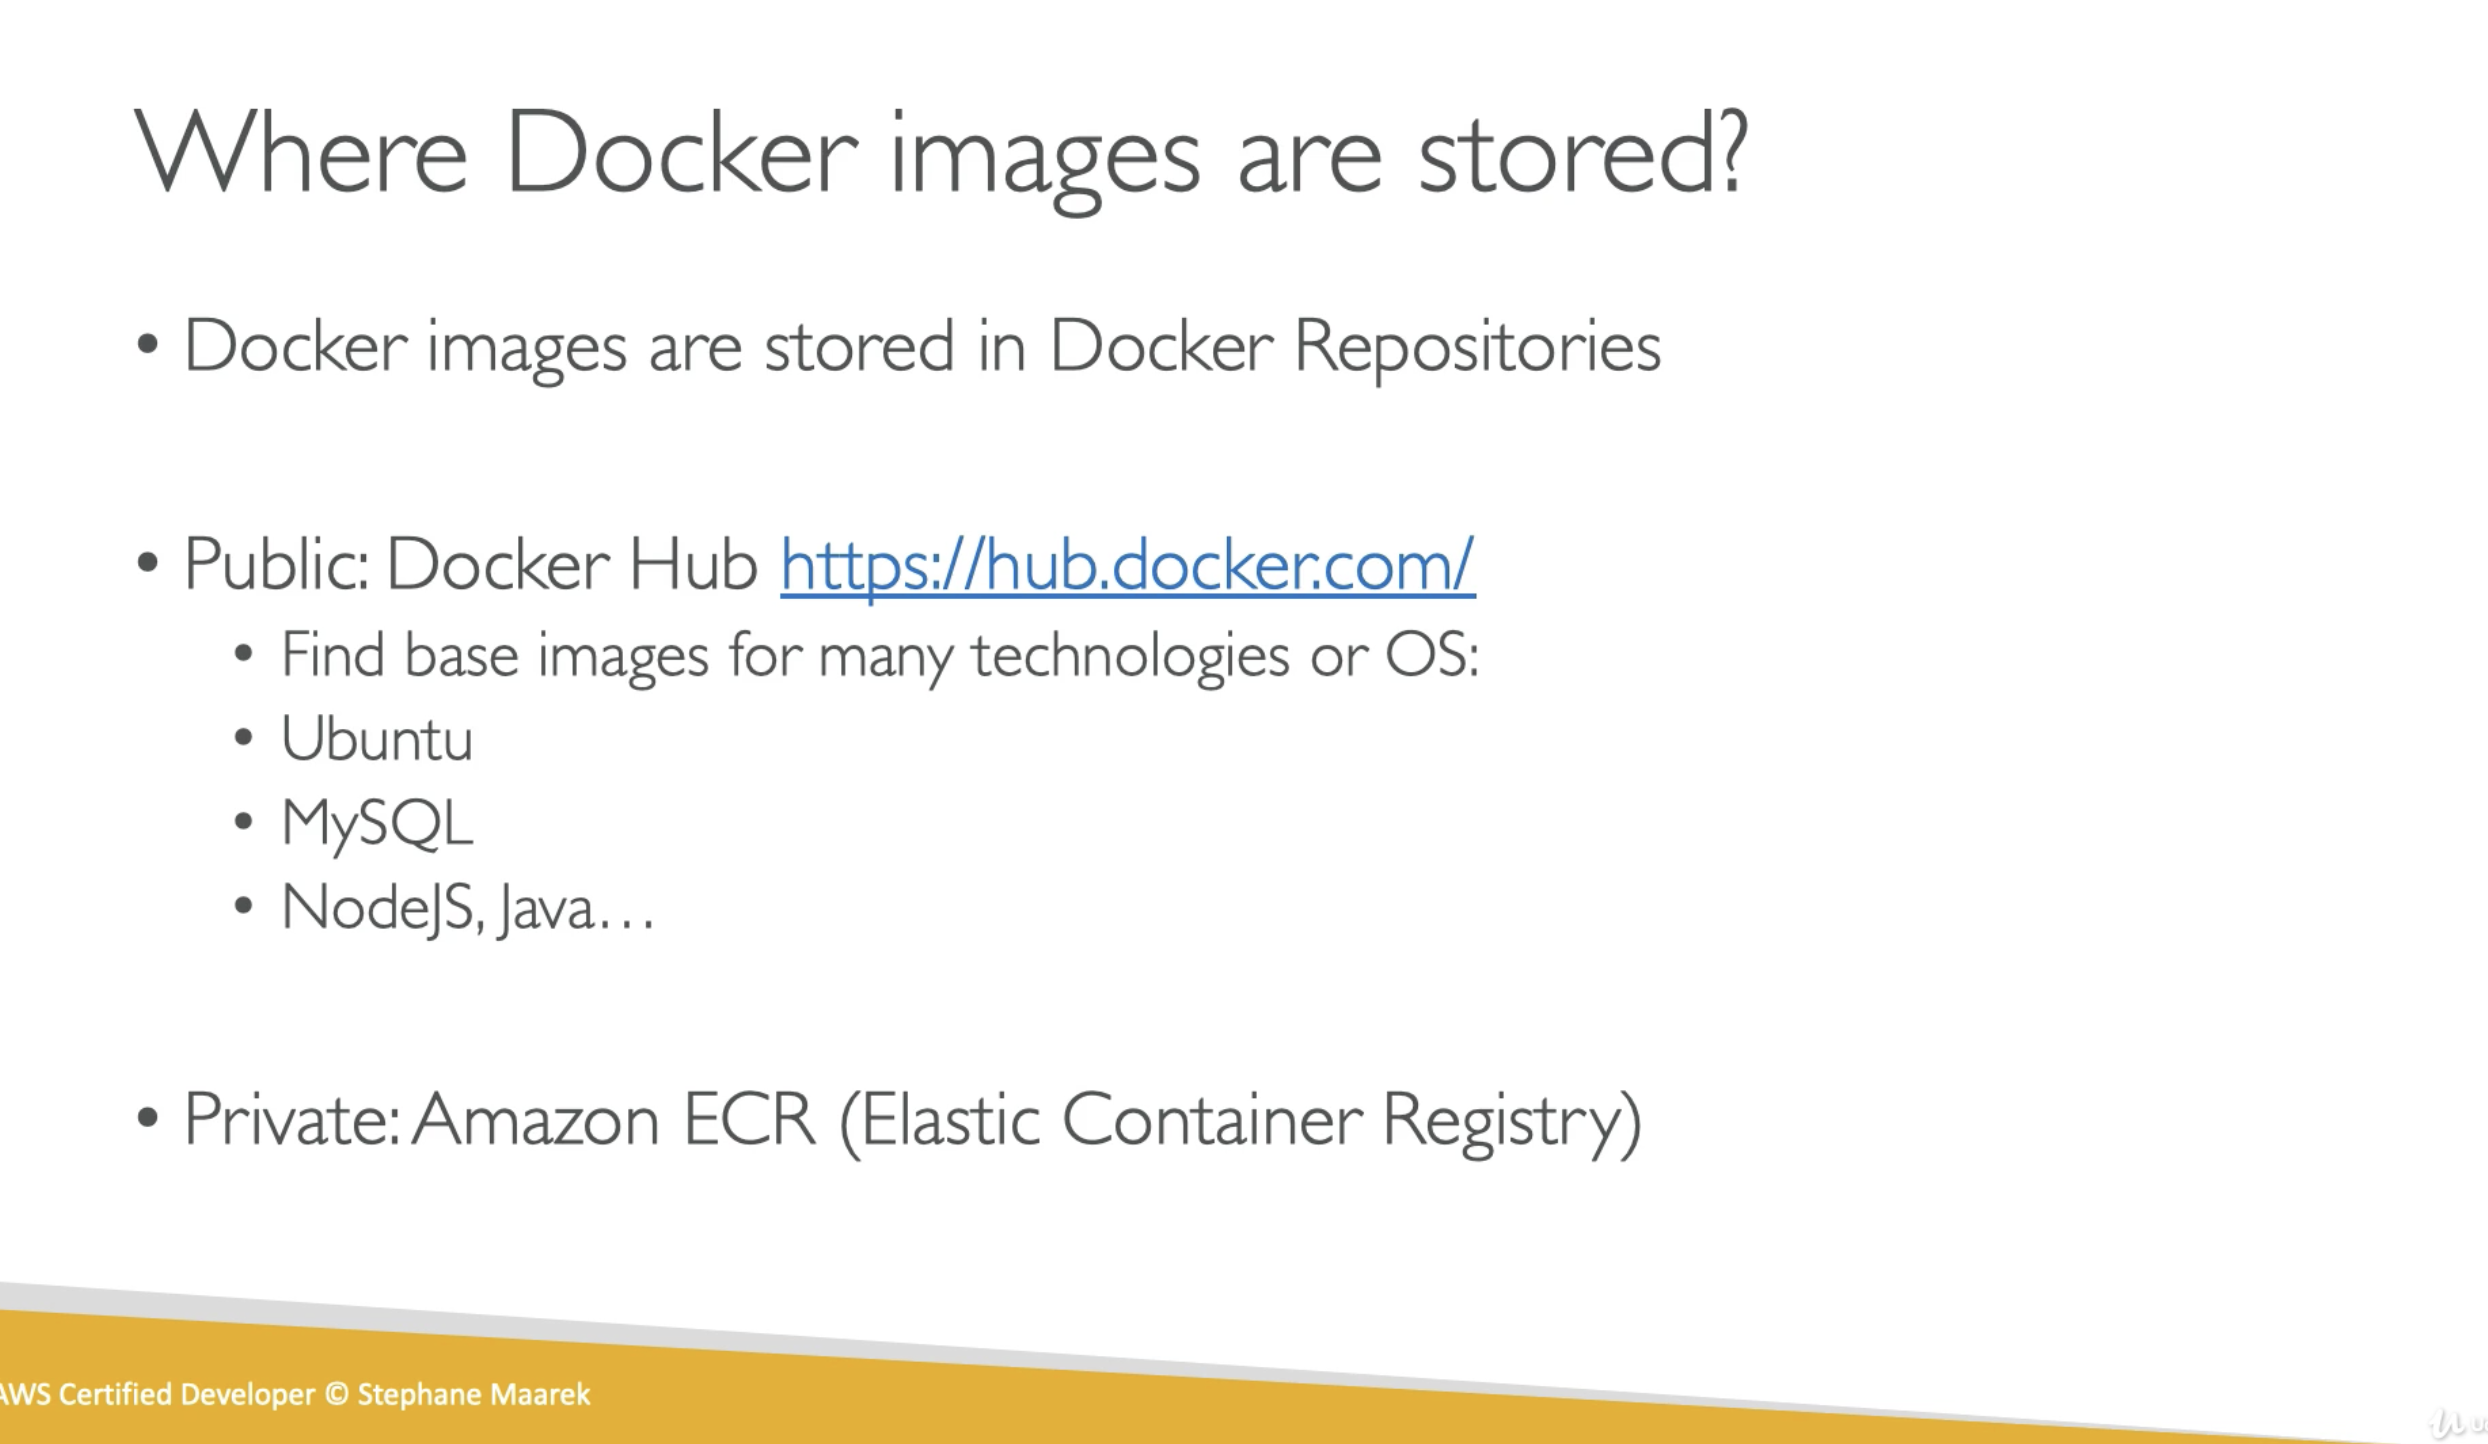 Where Docker images are stored?
• Docker images are stored in Docker Repositories
• Public: Docker Hub https://hub.docker.com/
• Find base images for many technologies or OS:
• Ubuntu
• MySQL
• NodeJS, Java…
• Private: Amazon ECR (Elastic Container Registry)
AWS Certified Developer © Stephane Maarek